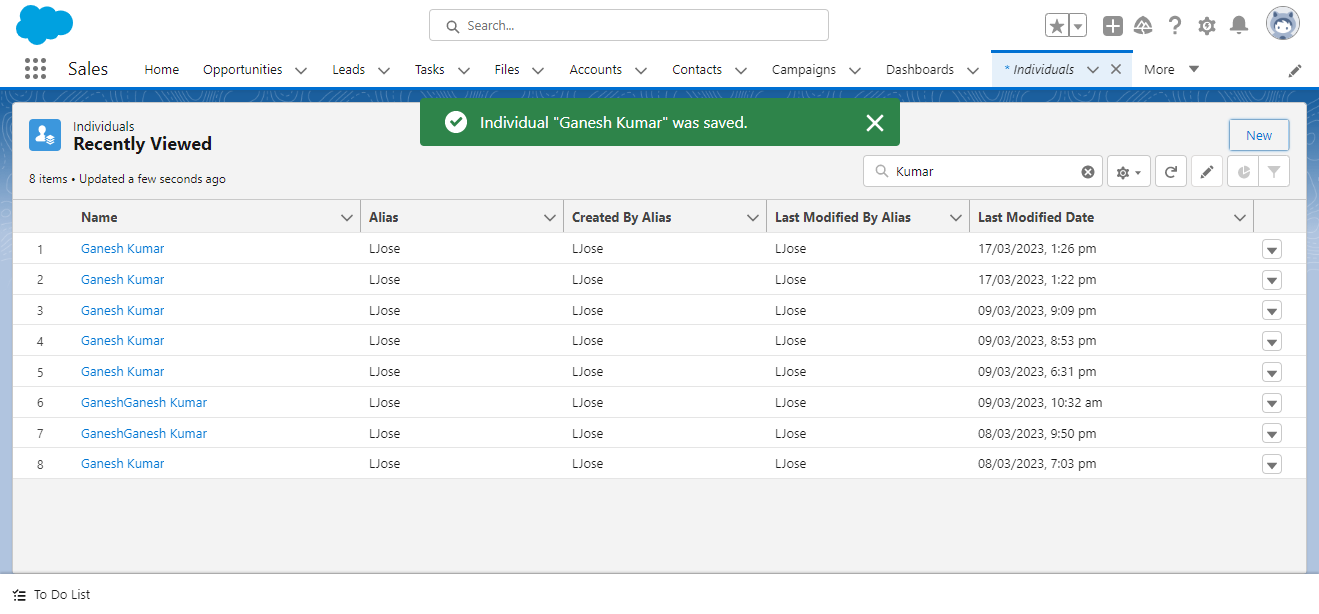 Search...
Sales Home Opportunities Leads Tasks Files Accounts Contacts Campaigns Dashboards * Individuals More
Individual "Ganesh Kumar" was saved.
Individuals
Recently Viewed
New
8 items • Updated a few seconds ago
Kumar
Name Alias Created By Alias Last Modified By Alias Last Modified Date
1 Ganesh Kumar LJose LJose LJose 17/03/2023, 1:26 pm
2 Ganesh Kumar LJose LJose LJose 17/03/2023, 1:22 pm
3 Ganesh Kumar LJose LJose LJose 09/03/2023, 9:09 pm
4 Ganesh Kumar LJose LJose LJose 09/03/2023, 8:53 pm
5 Ganesh Kumar LJose LJose LJose 09/03/2023, 6:31 pm
6 GaneshGanesh Kumar LJose LJose LJose 09/03/2023, 10:32 am
7 GaneshGanesh Kumar LJose LJose LJose 08/03/2023, 9:50 pm
8 Ganesh Kumar LJose LJose LJose 08/03/2023, 7:03 pm
To Do List